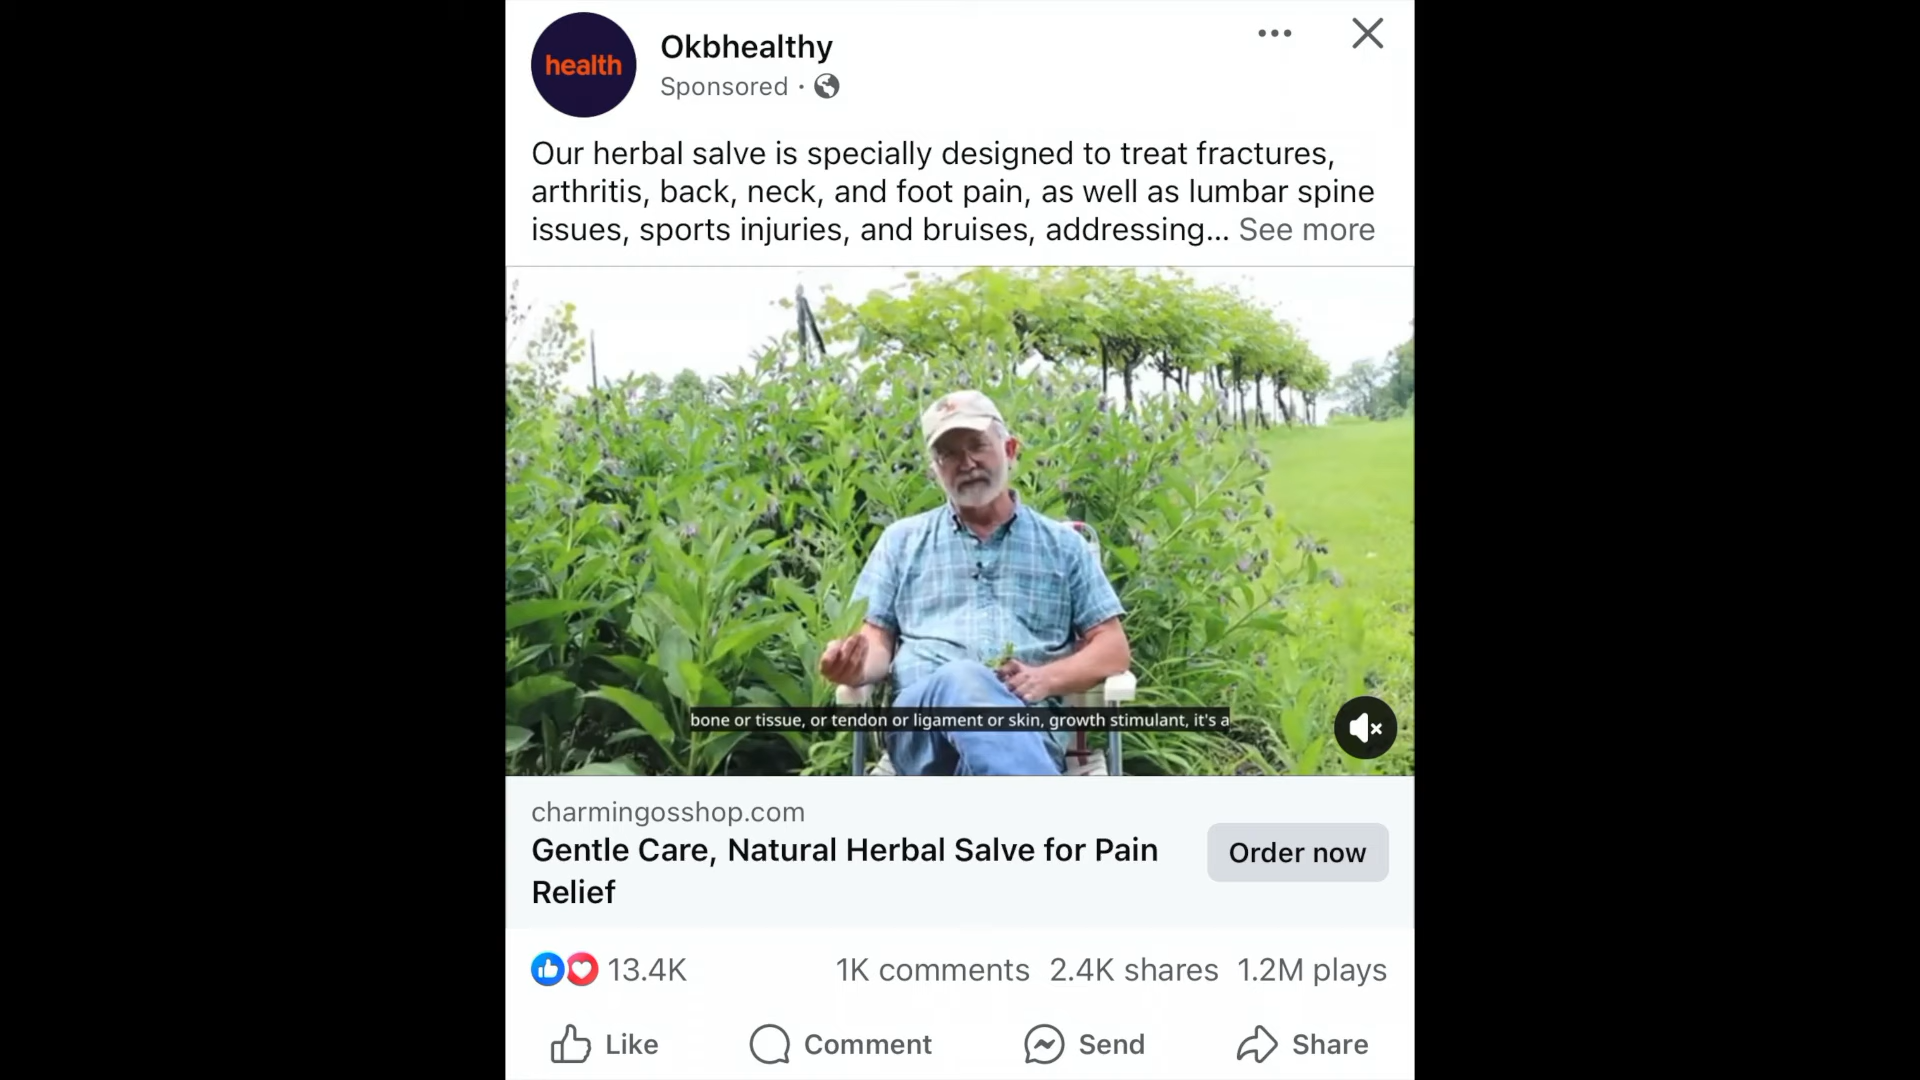 health
Okbhealthy
Sponsored ·
Our herbal salve is specially designed to treat fractures,
arthritis, back, neck, and foot pain, as well as lumbar spine
issues, sports injuries, and bruises, addressing... See more
bone or tissue, or tendon or ligament or skin, growth stimulant, it's a
charmingosshop.com
Gentle Care, Natural Herbal Salve for Pain
Relief
Order now
13.4K 1K comments 2.4K shares 1.2M plays
Like Comment Send Share